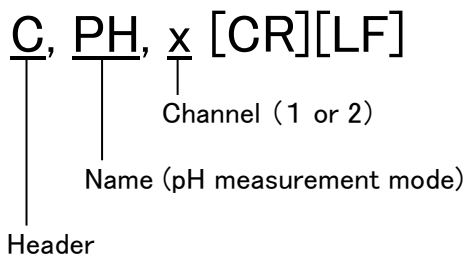 C, PH, x [CR][LF]
Channel (1 or 2)
Name (pH measurement mode)
Header